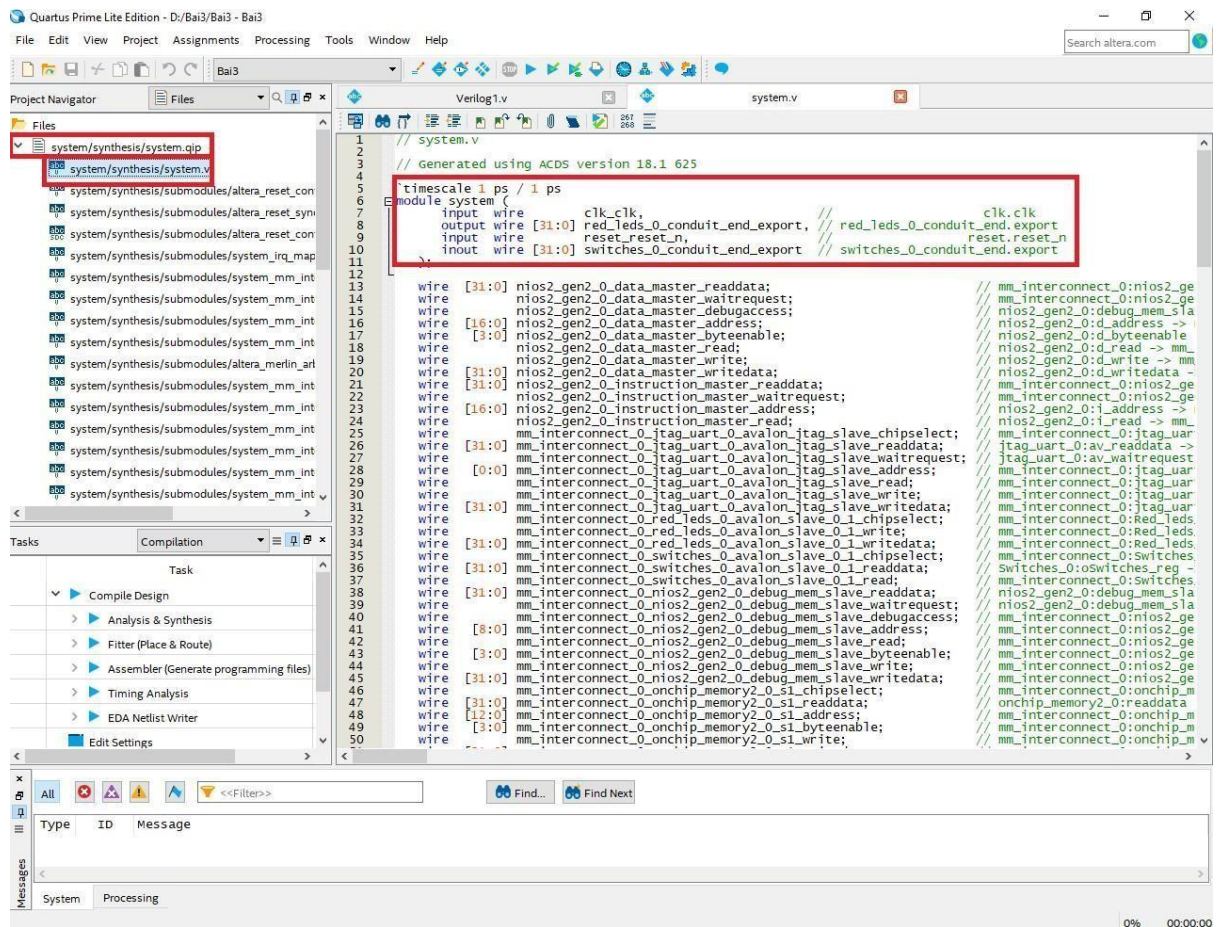 Quartus Prime Lite Edition - D:/Bai3/Bai3 - Bai3
File Edit View Project Assignments Processing Tools Window Help
Search altera.com
Bai3
Project Navigator Files
Verilog1.v
system.v
Files
system/synthesis/system.qip
system/synthesis/system.v
system/synthesis/submodules/altera_reset_con
system/synthesis/submodules/altera_reset_syn
system/synthesis/submodules/altera_reset_con
system/synthesis/submodules/system_irq_map
system/synthesis/submodules/system_mm_int
system/synthesis/submodules/system_mm_int
system/synthesis/submodules/system_mm_int
system/synthesis/submodules/system_mm_int
system/synthesis/submodules/altera_merlin_arl
system/synthesis/submodules/system_mm_int
system/synthesis/submodules/system_mm_int
system/synthesis/submodules/system_mm_int
system/synthesis/submodules/system_mm_int
system/synthesis/submodules/system_mm_int
system/synthesis/submodules/system_mm_int
Tasks Compilation
Task
Compile Design
Analysis & Synthesis
Fitter (Place & Route)
Assembler (Generate programming files)
Timing Analysis
EDA Netlist Writer
Edit Settings
267
268
1 // system.v
2
3 // Generated using ACDS version 18.1 625
4
5 `timescale 1 ps / 1 ps
6 module system (
7 input wire clk_clk, // clk.clk
8 output wire [31:0] red_leds_0_conduit_end_export, // red_leds_0_conduit_end.export
9 input wire reset_reset_n, // reset.reset_n
10 inout wire [31:0] switches_0_conduit_end_export // switches_0_conduit_end.export
11 );
12
13 wire [31:0] nios2_gen2_0_data_master_readdata; // mm_interconnect_0:nios2_ge
14 wire nios2_gen2_0_data_master_waitrequest; // mm_interconnect_0:nios2_ge
15 wire nios2_gen2_0_data_master_debugaccess; // nios2_gen2_0:debug_mem_sla
16 wire [16:0] nios2_gen2_0_data_master_address; // nios2_gen2_0:d_address ->
17 wire [3:0] nios2_gen2_0_data_master_byteenable; // nios2_gen2_0:d_byteenable
18 wire nios2_gen2_0_data_master_read; // nios2_gen2_0:d_read -> mm_
19 wire nios2_gen2_0_data_master_write; // nios2_gen2_0:d_write -> mm
20 wire [31:0] nios2_gen2_0_data_master_writedata; // nios2_gen2_0:d_writedata -
21 wire [31:0] nios2_gen2_0_instruction_master_readdata; // mm_interconnect_0:nios2_ge
22 wire nios2_gen2_0_instruction_master_waitrequest; // mm_interconnect_0:nios2_ge
23 wire [16:0] nios2_gen2_0_instruction_master_address; // nios2_gen2_0:i_address ->
24 wire nios2_gen2_0_instruction_master_read; // nios2_gen2_0:i_read -> mm_
25 wire mm_interconnect_0_jtag_uart_0_avalon_jtag_slave_chipselect; // mm_interconnect_0:jtag_uar
26 wire [31:0] mm_interconnect_0_jtag_uart_0_avalon_jtag_slave_readdata; // jtag_uart_0:av_readdata ->
27 wire mm_interconnect_0_jtag_uart_0_avalon_jtag_slave_waitrequest; // jtag_uart_0:av_waitrequest
28 wire [0:0] mm_interconnect_0_jtag_uart_0_avalon_jtag_slave_address; // mm_interconnect_0:jtag_uar
29 wire mm_interconnect_0_jtag_uart_0_avalon_jtag_slave_read; // mm_interconnect_0:jtag_uar
30 wire mm_interconnect_0_jtag_uart_0_avalon_jtag_slave_write; // mm_interconnect_0:jtag_uar
31 wire [31:0] mm_interconnect_0_jtag_uart_0_avalon_jtag_slave_writedata; // mm_interconnect_0:jtag_uar
32 wire mm_interconnect_0_red_leds_0_avalon_slave_0_1_chipselect; // mm_interconnect_0:Red_leds
33 wire mm_interconnect_0_red_leds_0_avalon_slave_0_1_write; // mm_interconnect_0:Red_leds
34 wire [31:0] mm_interconnect_0_red_leds_0_avalon_slave_0_1_writedata; // mm_interconnect_0:Red_leds
35 wire mm_interconnect_0_switches_0_avalon_slave_0_1_chipselect; // mm_interconnect_0:Switches
36 wire [31:0] mm_interconnect_0_switches_0_avalon_slave_0_1_readdata; // Switches_0:oSwitches_reg -
37 wire mm_interconnect_0_switches_0_avalon_slave_0_1_read; // mm_interconnect_0:Switches
38 wire [31:0] mm_interconnect_0_nios2_gen2_0_debug_mem_slave_readdata; // nios2_gen2_0:debug_mem_sla
39 wire mm_interconnect_0_nios2_gen2_0_debug_mem_slave_waitrequest; // nios2_gen2_0:debug_mem_sla
40 wire mm_interconnect_0_nios2_gen2_0_debug_mem_slave_debugaccess; // mm_interconnect_0:nios2_ge
41 wire [8:0] mm_interconnect_0_nios2_gen2_0_debug_mem_slave_address; // mm_interconnect_0:nios2_ge
42 wire mm_interconnect_0_nios2_gen2_0_debug_mem_slave_read; // mm_interconnect_0:nios2_ge
43 wire [3:0] mm_interconnect_0_nios2_gen2_0_debug_mem_slave_byteenable; // mm_interconnect_0:nios2_ge
44 wire mm_interconnect_0_nios2_gen2_0_debug_mem_slave_write; // mm_interconnect_0:nios2_ge
45 wire [31:0] mm_interconnect_0_nios2_gen2_0_debug_mem_slave_writedata; // mm_interconnect_0:nios2_ge
46 wire mm_interconnect_0_onchip_memory2_0_s1_chipselect; // mm_interconnect_0:onchip_m
47 wire [31:0] mm_interconnect_0_onchip_memory2_0_s1_readdata; // onchip_memory2_0:readdata
48 wire [12:0] mm_interconnect_0_onchip_memory2_0_s1_address; // mm_interconnect_0:onchip_m
49 wire [3:0] mm_interconnect_0_onchip_memory2_0_s1_byteenable; // mm_interconnect_0:onchip_m
50 wire mm_interconnect_0_onchip_memory2_0_s1_write; // mm_interconnect_0:onchip_m
All <<Filter>> Find... Find Next
Type ID Message
Messages
System Processing
0% 00:00:00